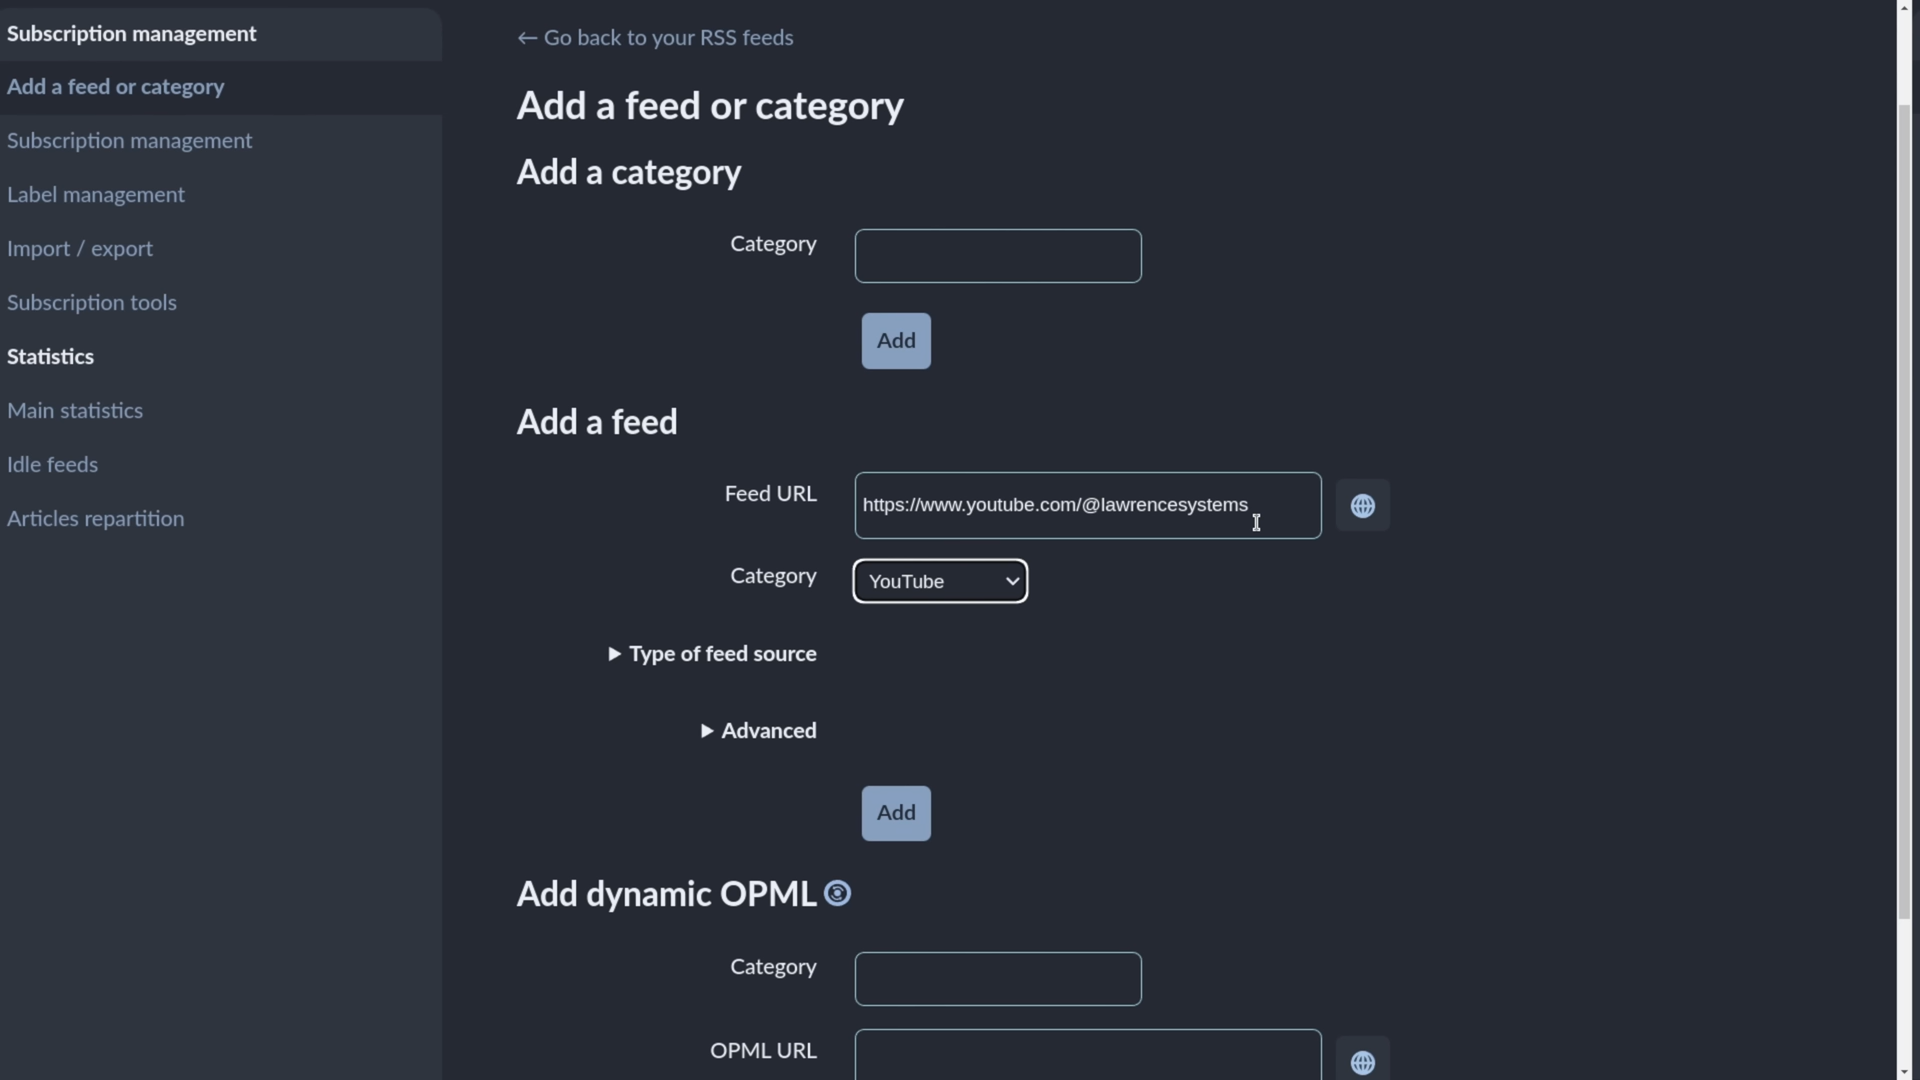 Subscription management
Add a feed or category
Subscription management
Label management
Import / export
Subscription tools
Statistics
Main statistics
Idle feeds
Articles repartition
← Go back to your RSS feeds
Add a feed or category
Add a category
Category
Add
Add a feed
Feed URL
https://www.youtube.com/@lawrencesystems
Category
YouTube
Type of feed source
Advanced
Add
Add dynamic OPML
Category
OPML URL